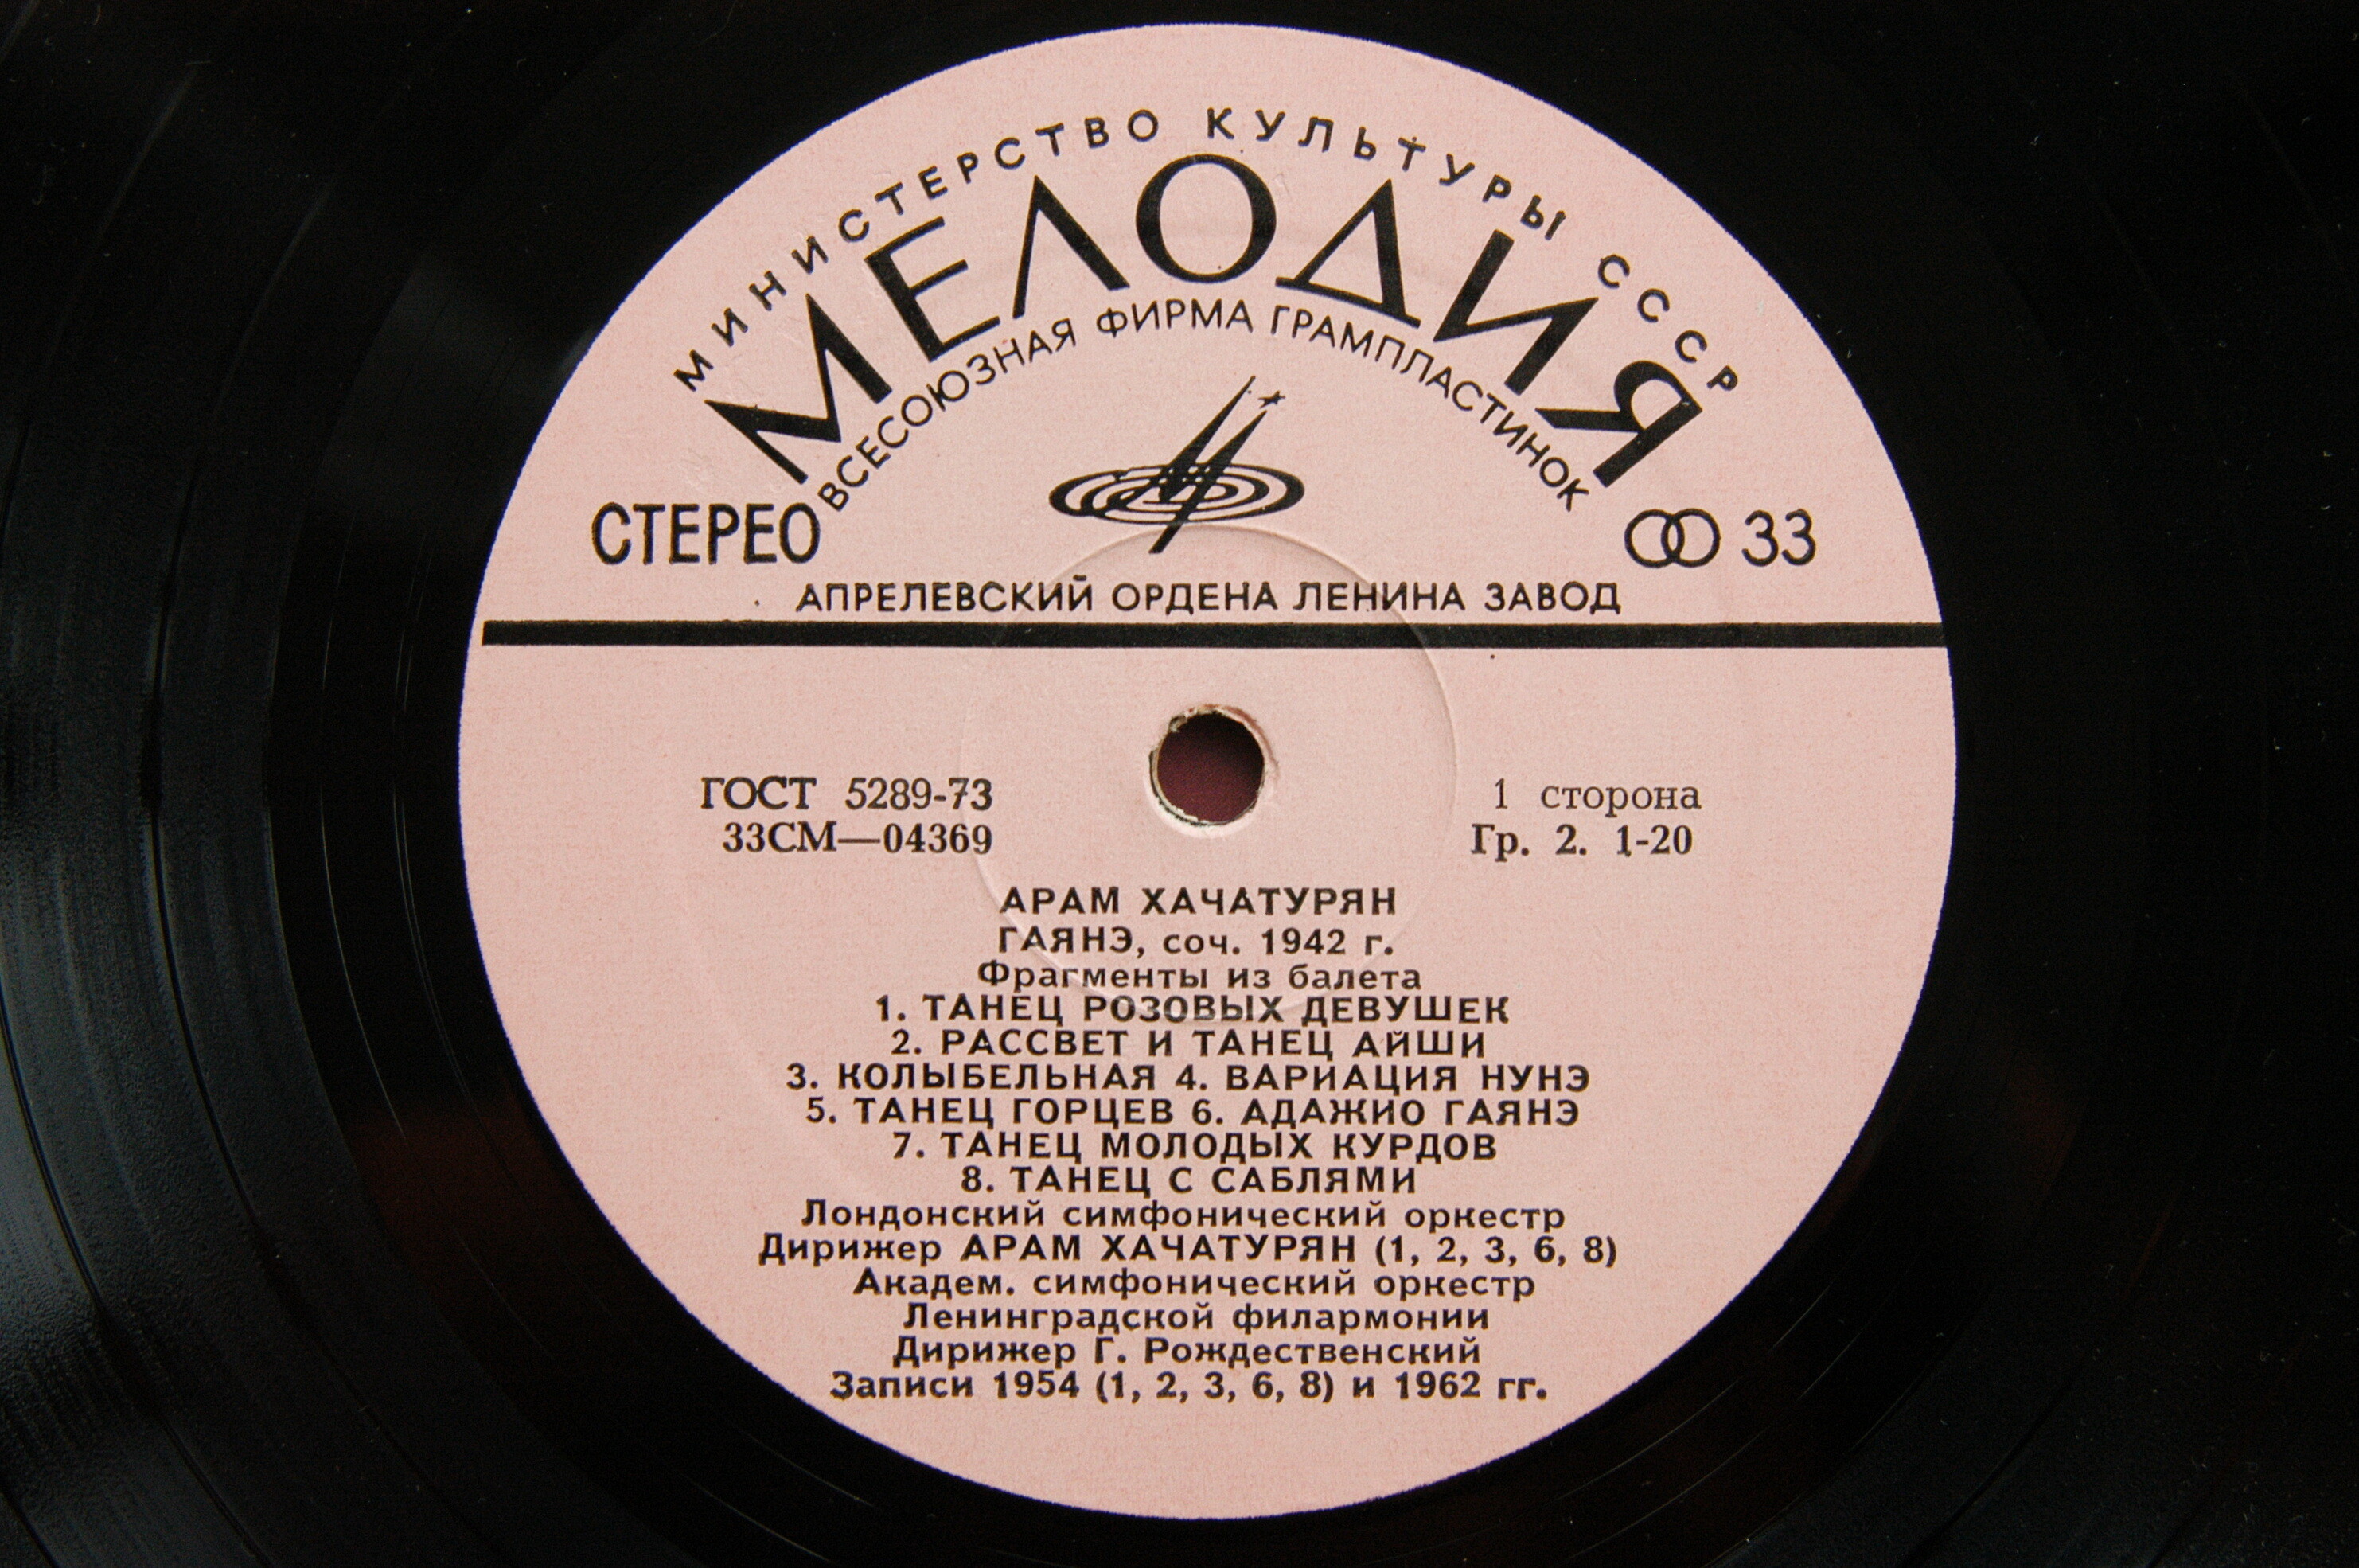 МИНИСТЕРСТВО КУЛЬТУРЫ СССР
МЕЛОДИЯ
ВСЕСОЮЗНАЯ ФИРМА ГРАМПЛАСТИНОК
СТЕРЕО 33
АПРЕЛЕВСКИЙ ОРДЕНА ЛЕНИНА ЗАВОД
ГОСТ 5289-73 1 сторона
33СМ—04369 Гр. 2. 1-20
АРАМ ХАЧАТУРЯН
ГАЯНЭ, соч. 1942 г.
Фрагменты из балета
1. ТАНЕЦ РОЗОВЫХ ДЕВУШЕК
2. РАССВЕТ И ТАНЕЦ АЙШИ
3. КОЛЫБЕЛЬНАЯ 4. ВАРИАЦИЯ НУНЭ
5. ТАНЕЦ ГОРЦЕВ 6. АДАЖИО ГАЯНЭ
7. ТАНЕЦ МОЛОДЫХ КУРДОВ
8. ТАНЕЦ С САБЛЯМИ
Лондонский симфонический оркестр
Дирижер АРАМ ХАЧАТУРЯН (1, 2, 3, 6, 8)
Академ. симфонический оркестр
Ленинградской филармонии
Дирижер Г. Рождественский
Записи 1954 (1, 2, 3, 6, 8) и 1962 гг.